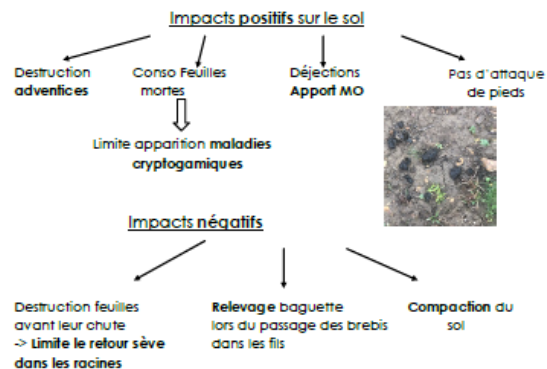 Impacts positifs sur le sol
Destruction
adventices
Conso Feuilles
mortes
Déjections
Apport MO
Pas d'attaque
de pieds
Limite apparition maladies
cryptogamiques
Impacts négatifs
Destruction feuilles
avant leur chute
-> Limite le retour sève
dans les racines
Relevage baguette
lors du passage des brebis
dans les fils
Compaction du
sol